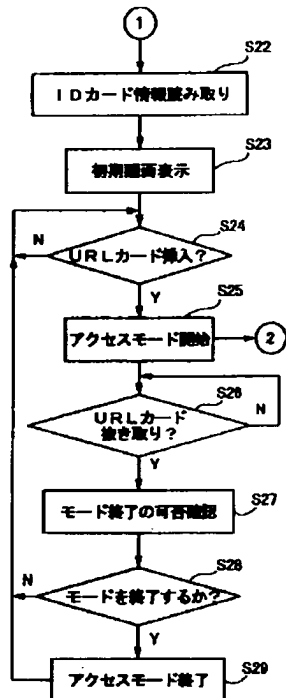 1
S22
IDカード情報読み取り
S23
初期画面表示
S24
N
URLカード挿入?
Y
S25
アクセスモード開始
2
S26
URLカード
抜き取り?
N
Y
S27
モード終了の可否確認
S28
N
モードを終了するか?
Y
S29
アクセスモード終了